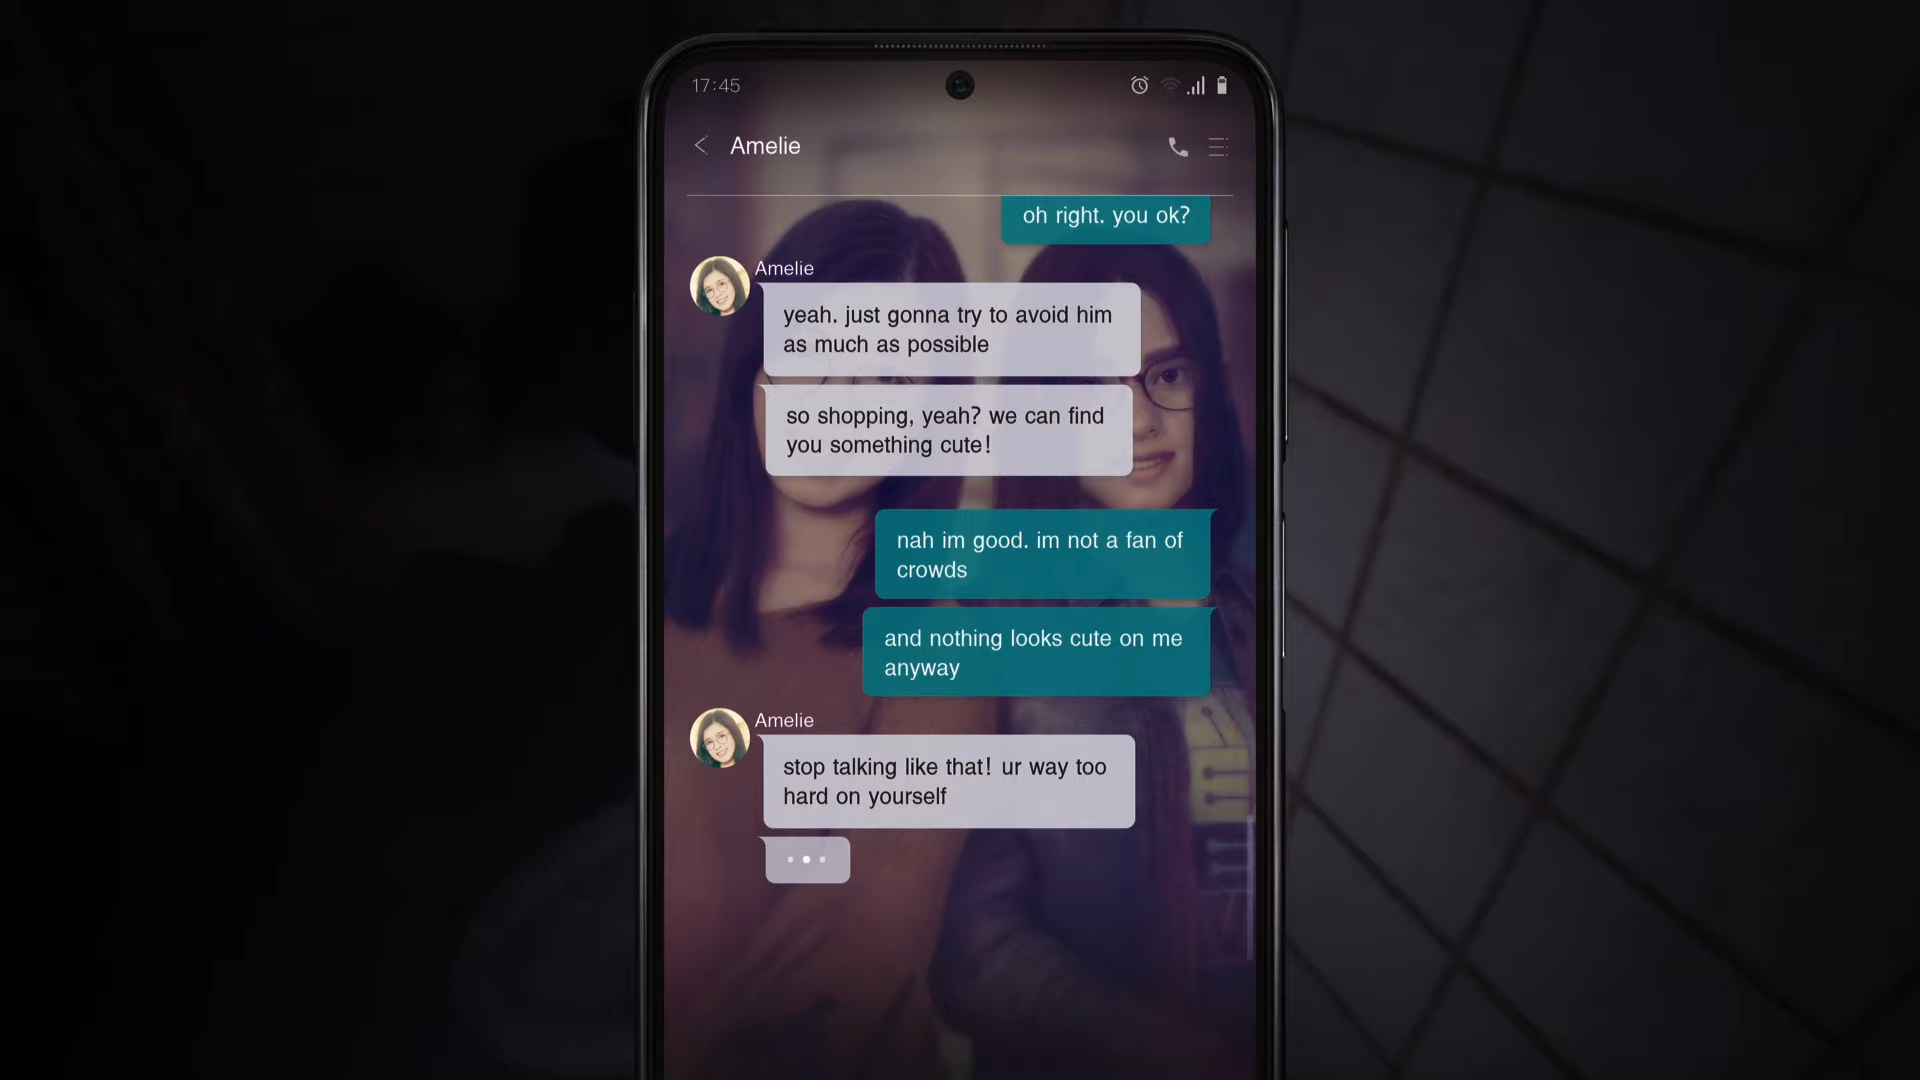 17:45
Amelie
oh right. you ok?
Amelie
yeah. just gonna try to avoid him
as much as possible
so shopping, yeah? we can find
you something cute!
nah im good. im not a fan of
crowds
and nothing looks cute on me
anyway
Amelie
stop talking like that! ur way too
hard on yourself